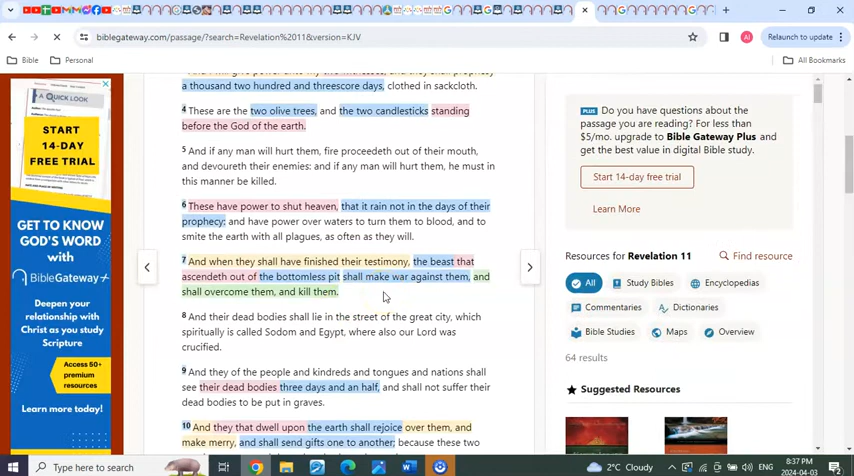 biblegateway.com/passage/?search=Revelation%2011&version=KJV
AI
Relaunch to update
Bible
Personal
All Bookmarks
A QUICK LOOK
START
14-DAY
FREE TRIAL
GET TO KNOW
GOD'S WORD
with
BibleGateway+
Deepen your
relationship with
Christ as you study
Scripture
Access 50+
premium
resources
Learn more today!
a thousand two hundred and threescore days, clothed in sackcloth.
4 These are the two olive trees, and the two candlesticks standing
before the God of the earth.
5 And if any man will hurt them, fire proceedeth out of their mouth,
and devoureth their enemies: and if any man will hurt them, he must in
this manner be killed.
6 These have power to shut heaven, that it rain not in the days of their
prophecy: and have power over waters to turn them to blood, and to
smite the earth with all plagues, as often as they will.
7 And when they shall have finished their testimony, the beast that
ascendeth out of the bottomless pit shall make war against them, and
shall overcome them, and kill them.
8 And their dead bodies shall lie in the street of the great city, which
spiritually is called Sodom and Egypt, where also our Lord was
crucified.
9 And they of the people and kindreds and tongues and nations shall
see their dead bodies three days and an half, and shall not suffer their
dead bodies to be put in graves.
10 And they that dwell upon the earth shall rejoice over them, and
make merry, and shall send gifts one to another; because these two
PLUS Do you have questions about the
passage you are reading? For less than
$5/mo. upgrade to Bible Gateway Plus and
get the best value in digital Bible study.
Start 14-day free trial
Learn More
Resources for Revelation 11
Find resource
All
Study Bibles
Encyclopedias
Commentaries
Dictionaries
Bible Studies
Maps
Overview
64 results
Suggested Resources
Type here to search
2°C Cloudy
ENG
8:37 PM
2024-04-03